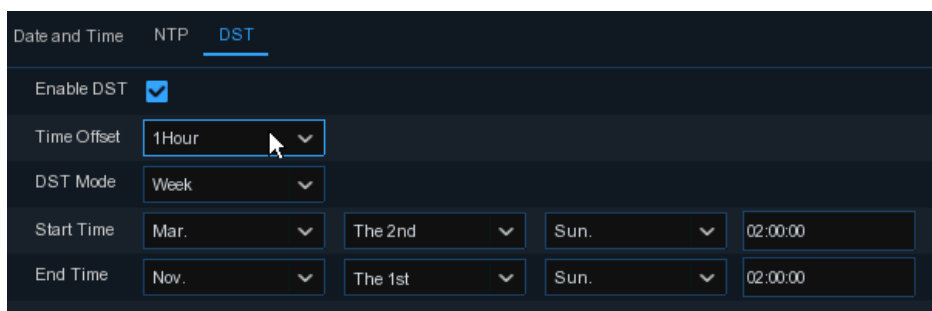 Date and Time NTP DST
Enable DST
Time Offset 1Hour
DST Mode Week
Start Time Mar. The 2nd Sun. 02:00:00
End Time Nov. The 1st Sun. 02:00:00